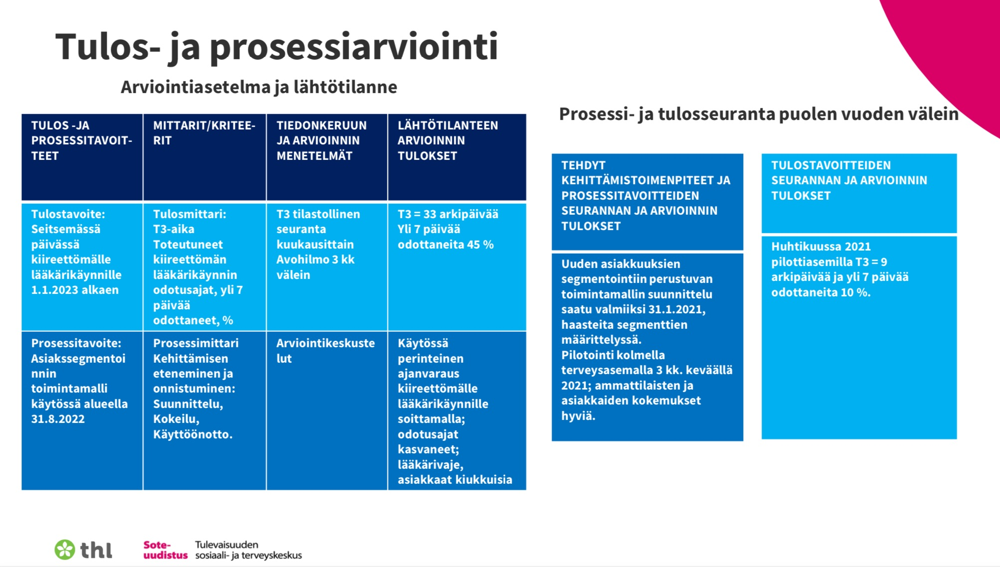 Tulos- ja prosessiarviointi
Arviointiasetelma ja lähtötilanne
TULOS -JA
PROSESSITAVOIT-
TEET
MITTARIT/KRITEE-
RIT
TIEDONKERUUN
JA ARVIOINNIN
MENETELMÄT
LÄHTÖTILANTEEN
ARVIOINNIN
TULOKSET
Tulostavoite:
Seitsemässä
päivässä
kiireettömälle
lääkärikäynnille
1.1.2023 alkaen
Tulosmittari:
T3-aika
Toteutuneet
kiireettömän
lääkärikäynnin
odotusajat, yli 7
päivää
odottaneet, %
T3 tilastollinen
seuranta
kuukausittain
Avohilmo 3 kk
välein
T3 = 33 arkipäivää
Yli 7 päivää
odottaneita 45 %
Prosessitavoite:
Asiakssegmentoi
nnin
toimintamalli
käytössä alueella
31.8.2022
Prosessimittari
Kehittämisen
eteneminen ja
onnistuminen:
Suunnittelu,
Kokeilu,
Käyttöönotto.
Arviointikeskuste
lut
Käytössä
perinteinen
ajanvaraus
kiireettömälle
lääkärikäynnille
soittamalla;
odotusajat
kasvaneet;
lääkärivaje,
asiakkaat kiukkuisia
Prosessi- ja tulosseuranta puolen vuoden välein
TEHDYT
KEHITTÄMISTOIMENPITEET JA
PROSESSITAVOITTEIDEN
SEURANNAN JA ARVIOINNIN
TULOKSET
Uuden asiakkuuksien
segmentointiin perustuvan
toimintamallin suunnittelu
saatu valmiiksi 31.1.2021,
haasteita segmenttien
määrittelyssä.
Pilotointi kolmella
terveysasemalla 3 kk. keväällä
2021; ammattilaisten ja
asiakkaiden kokemukset
hyviä.
TULOSTAVOITTEIDEN
SEURANNAN JA ARVIOINNIN
TULOKSET
Huhtikuussa 2021
pilottiasemilla T3 = 9
arkipäivää ja yli 7 päivää
odottaneita 10 %.
thl
Sote-
uudistus
Tulevaisuuden
sosiaali- ja terveyskeskus